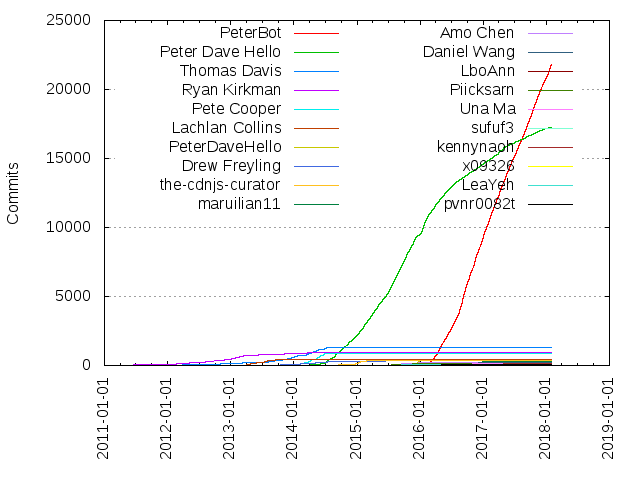 25000
20000
15000
10000
5000
0
Commits
PeterBot
Peter Dave Hello
Thomas Davis
Ryan Kirkman
Pete Cooper
Lachlan Collins
PeterDaveHello
Drew Freyling
the-cdnjs-curator
maruilian11
Amo Chen
Daniel Wang
LboAnn
Piicksarn
Una Ma
sufuf3
kennynaoh
x09326
LeaYeh
pvnr0082t
2011-01-01
2012-01-01
2013-01-01
2014-01-01
2015-01-01
2016-01-01
2017-01-01
2018-01-01
2019-01-01